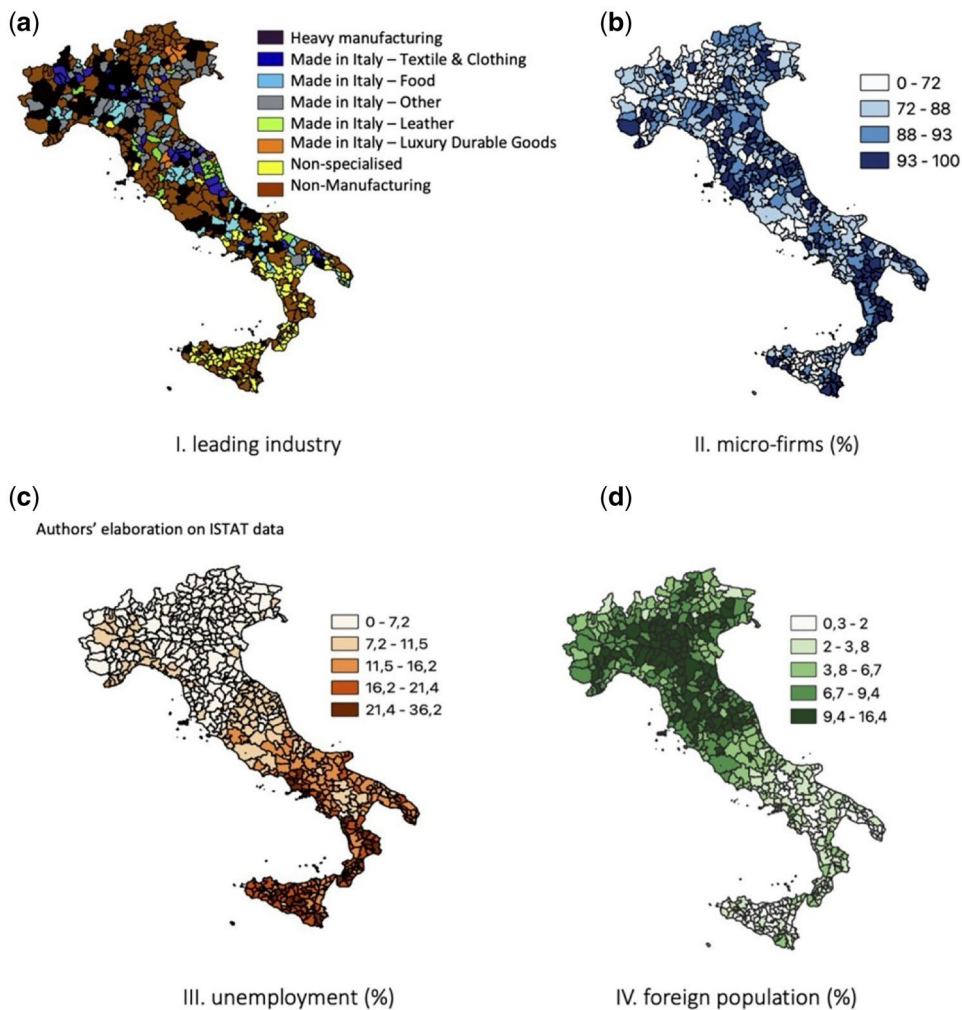 (a)
Heavy manufacturing
Made in Italy – Textile & Clothing
Made in Italy – Food
Made in Italy – Other
Made in Italy – Leather
Made in Italy – Luxury Durable Goods
Non-specialised
Non-Manufacturing
I. leading industry
(b)
0 - 72
72 - 88
88 - 93
93 - 100
II. micro-firms (%)
(c)
Authors’ elaboration on ISTAT data
0 - 7,2
7,2 - 11,5
11,5 - 16,2
16,2 - 21,4
21,4 - 36,2
III. unemployment (%)
(d)
0,3 - 2
2 - 3,8
3,8 - 6,7
6,7 - 9,4
9,4 - 16,4
IV. foreign population (%)